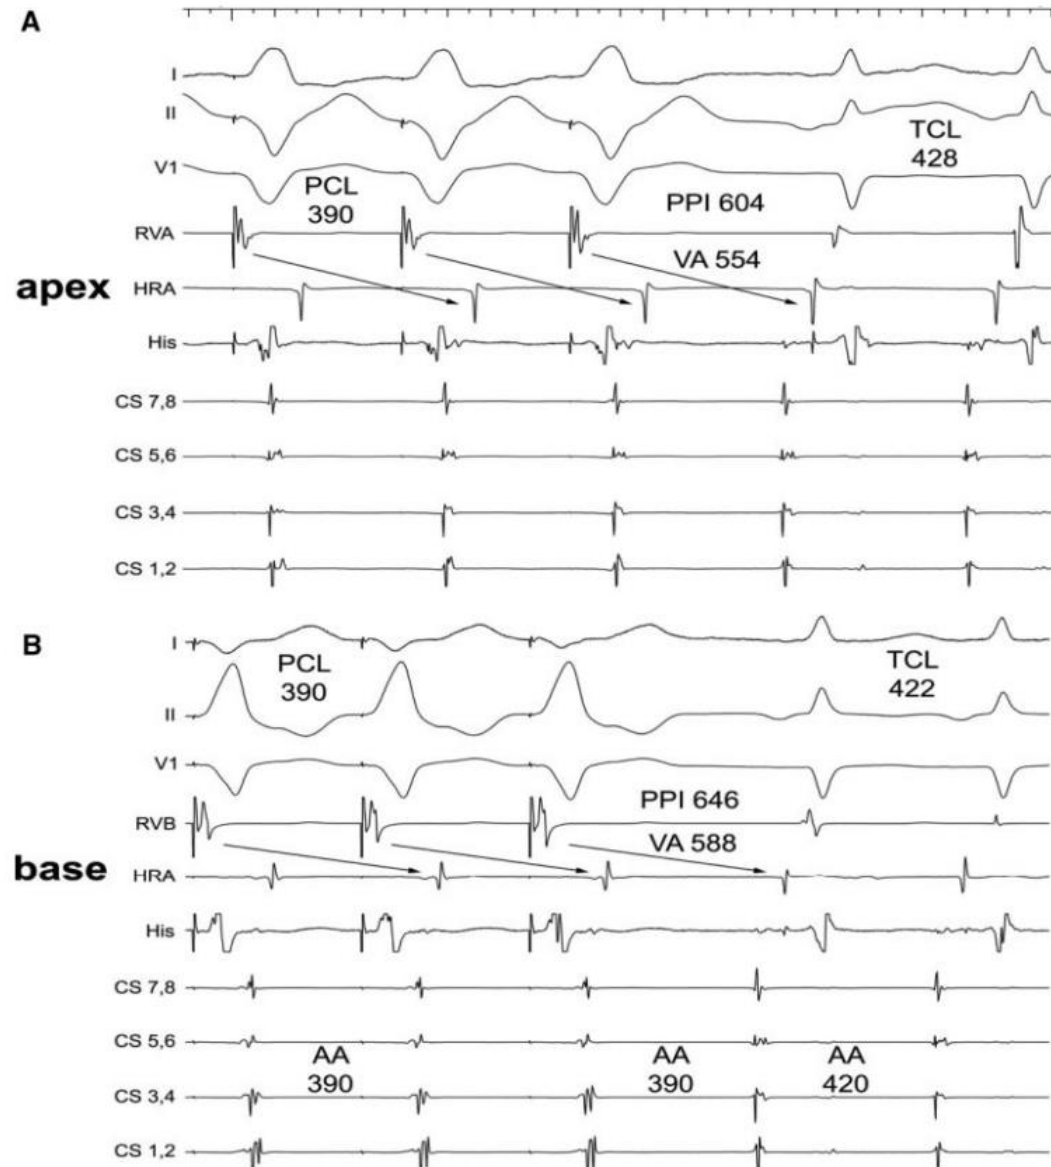 A
I
II
TCL
428
V1
PCL
390
PPI 604
RVA
VA 554
apex
HRA
His
CS 7,8
CS 5,6
CS 3,4
CS 1,2
B
I
PCL
390
TCL
422
II
V1
PPI 646
RVB
VA 588
base
HRA
His
CS 7,8
CS 5,6
AA
390
AA
390
AA
420
CS 3,4
CS 1,2